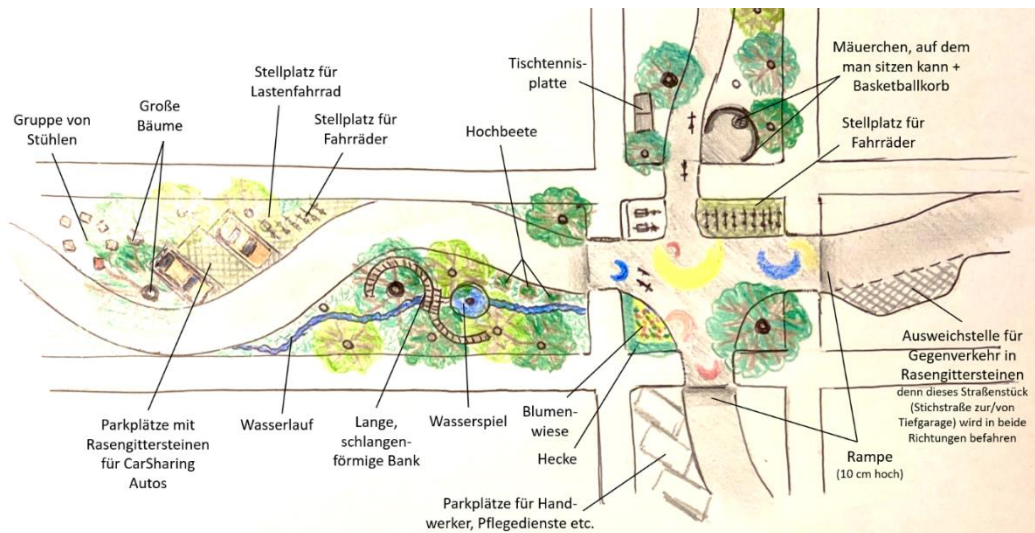 Gruppe von
Stühlen
Große
Bäume
Stellplatz für
Lastenfahrrad
Stellplatz für
Fahrräder
Hochbeete
Tischtennis-
platte
Mäuerchen, auf dem
man sitzen kann +
Basketballkorb
Stellplatz für
Fahrräder
Parkplätze mit
Rasengittersteinen
für CarSharing
Autos
Wasserlauf
Lange,
schlangen-
förmige Bank
Wasserspiel
Blumen-
wiese
Hecke
Parkplätze für Hand-
werker, Pflegedienste etc.
Rampe
(10 cm hoch)
Ausweichstelle für
Gegenverkehr in
Rasengittersteinen
denn dieses Straßenstück
(Stichstraße zur/von
Tiefgarage) wird in beide
Richtungen befahren